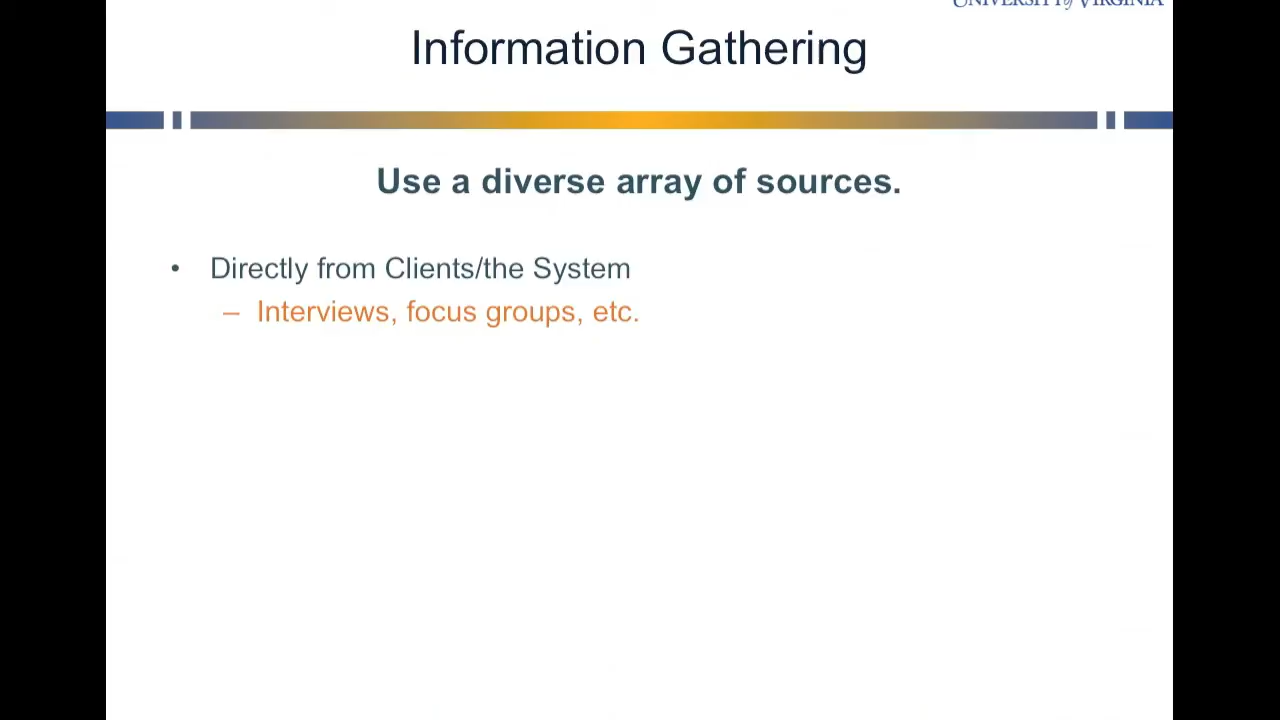 UNIVERSITY of VIRGINIA
Information Gathering
Use a diverse array of sources.
• Directly from Clients/the System
– Interviews, focus groups, etc.